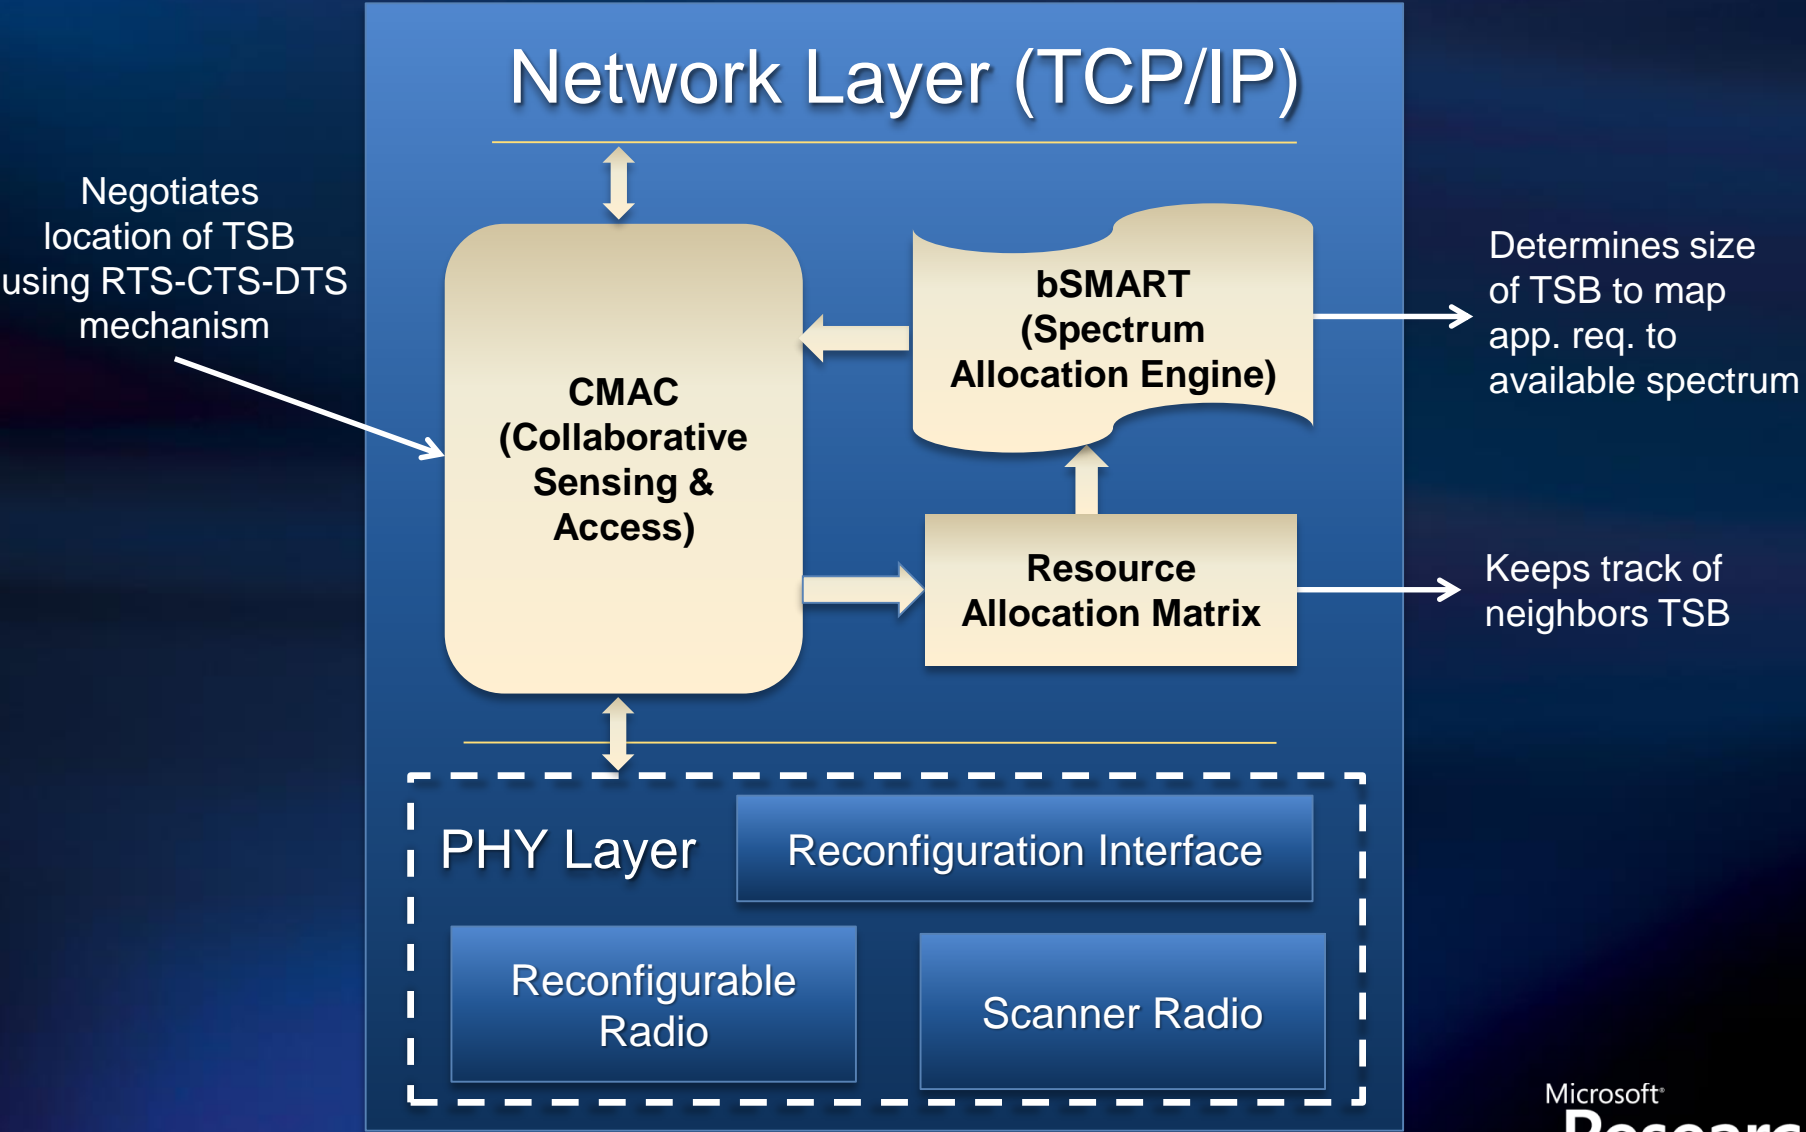 Network Layer (TCP/IP)
Negotiates
location of TSB
using RTS-CTS-DTS
mechanism
CMAC
(Collaborative
Sensing &
Access)
bSMART
(Spectrum
Allocation Engine)
Determines size
of TSB to map
app. req. to
available spectrum
Resource
Allocation Matrix
Keeps track of
neighbors TSB
PHY Layer
Reconfiguration Interface
Reconfigurable
Radio
Scanner Radio
Microsoft®